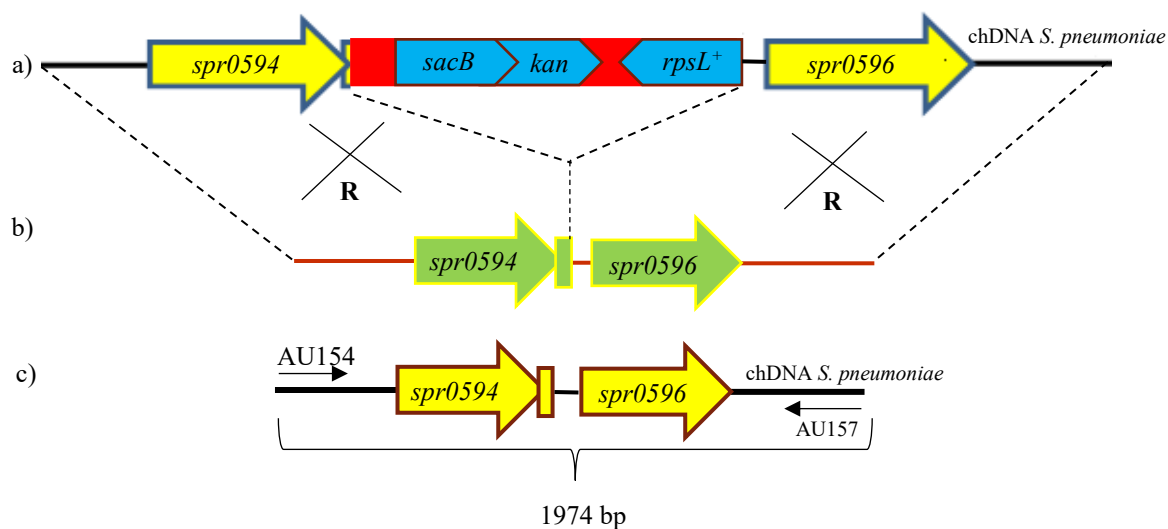 chDNA S. pneumoniae
a) spr0594 sacB kan rpsL+ spr0596
R R
b)
spr0594 spr0596
AU154
c) spr0594 spr0596 chDNA S. pneumoniae
AU157
1974 bp